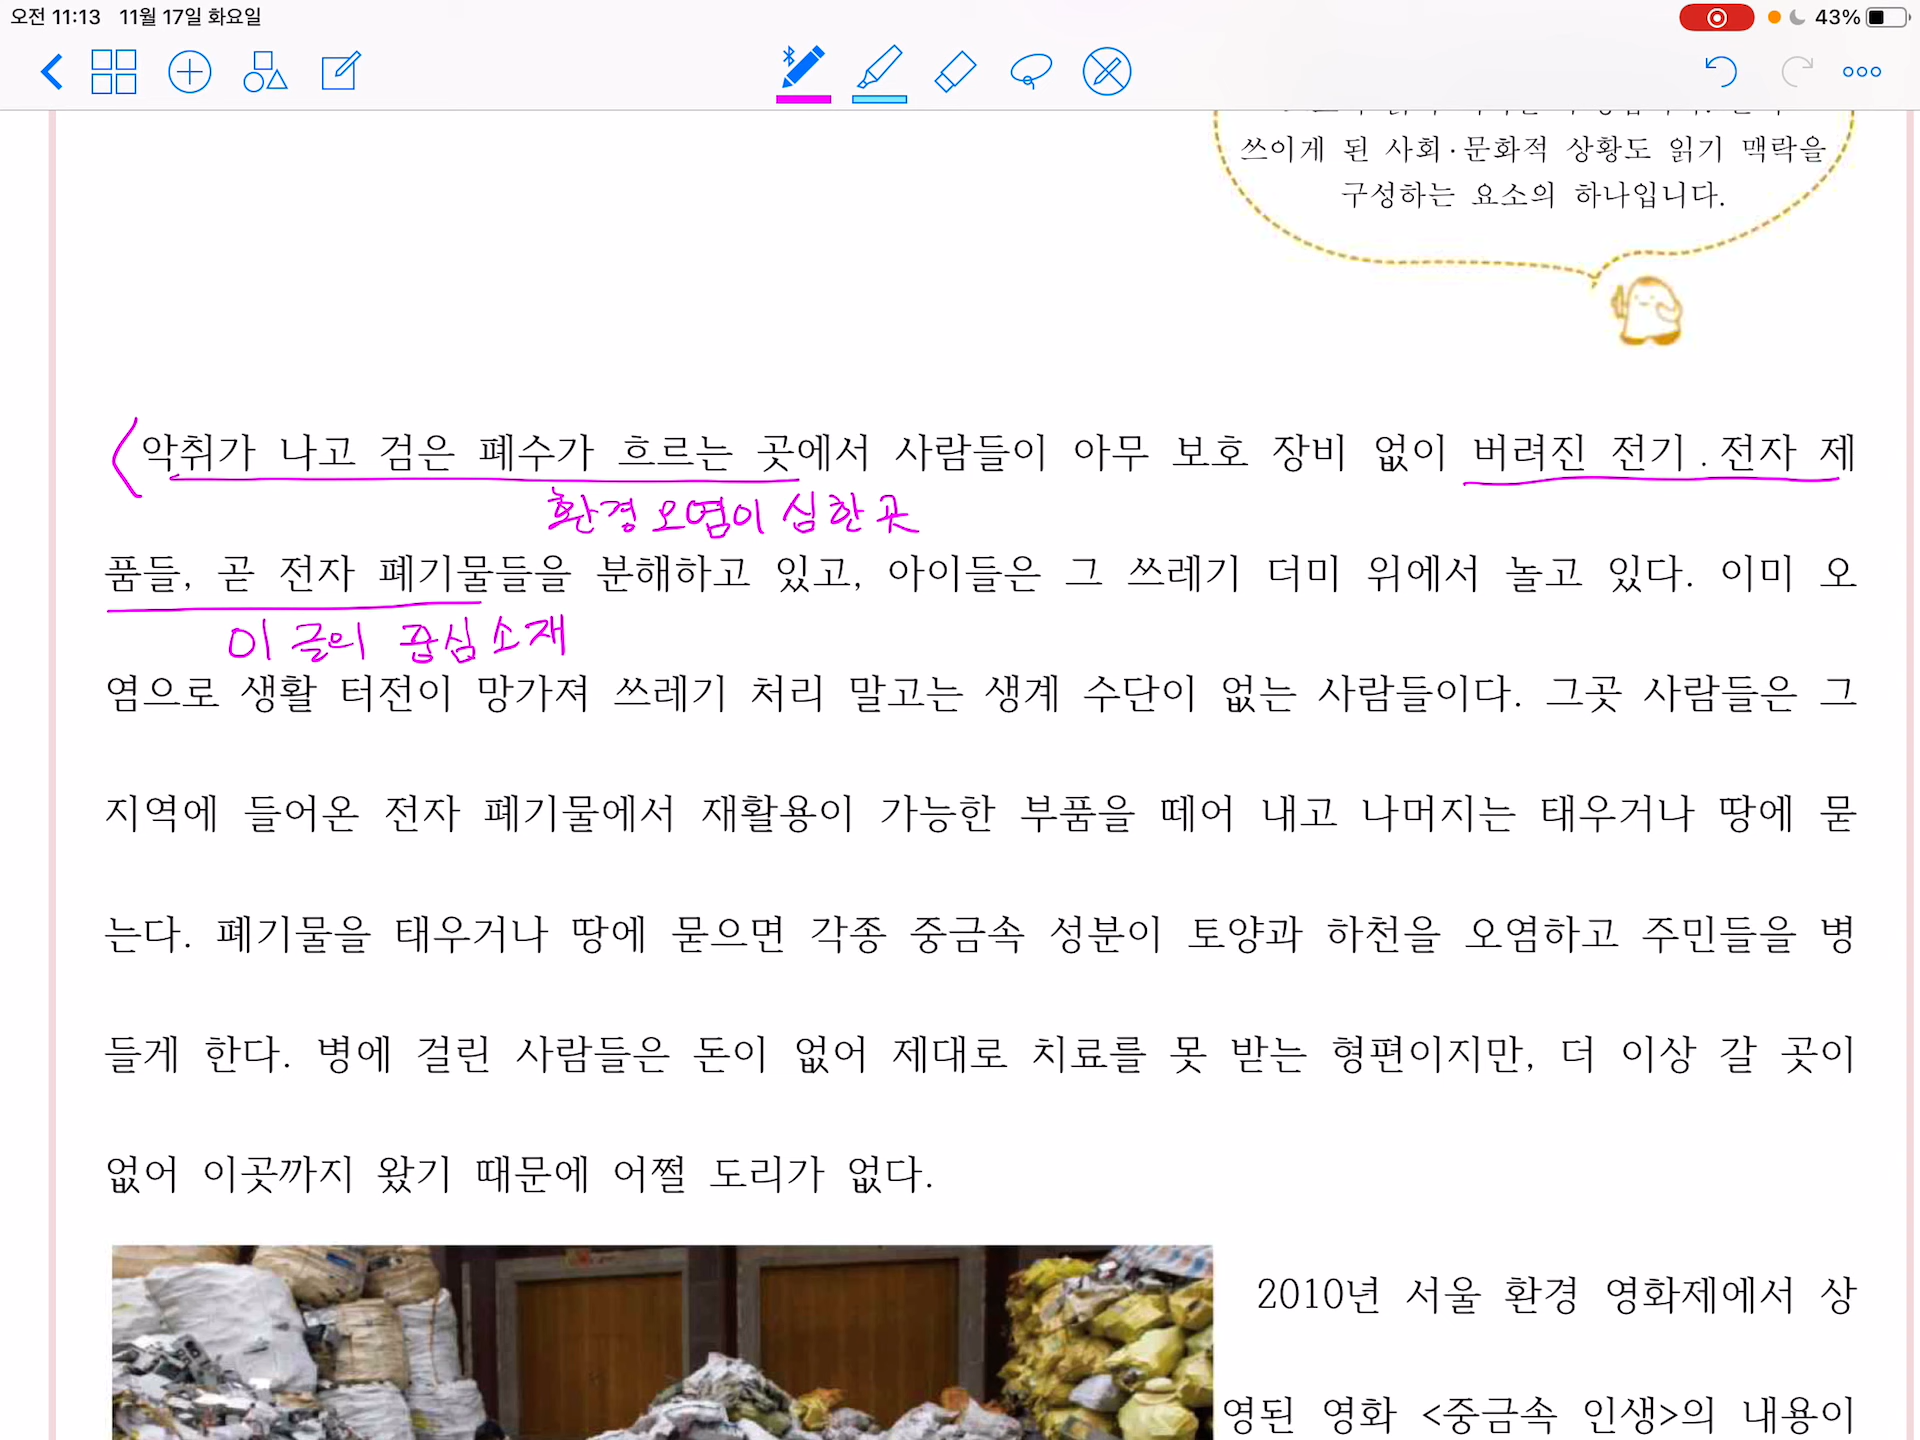 오전 11:13 11월 17일 화요일
43%
쓰이게 된 사회·문화적 상황도 읽기 맥락을
구성하는 요소의 하나입니다.
악취가 나고 검은 폐수가 흐르는 곳에서 사람들이 아무 보호 장비 없이 버려진 전기 . 전자 제
환경 오염이 심한 곳
품들, 곧 전자 폐기물들을 분해하고 있고, 아이들은 그 쓰레기 더미 위에서 놀고 있다. 이미 오
이 글의 중심소재
염으로 생활 터전이 망가져 쓰레기 처리 말고는 생계 수단이 없는 사람들이다. 그곳 사람들은 그
지역에 들어온 전자 폐기물에서 재활용이 가능한 부품을 떼어 내고 나머지는 태우거나 땅에 묻
는다. 폐기물을 태우거나 땅에 묻으면 각종 중금속 성분이 토양과 하천을 오염하고 주민들을 병
들게 한다. 병에 걸린 사람들은 돈이 없어 제대로 치료를 못 받는 형편이지만, 더 이상 갈 곳이
없어 이곳까지 왔기 때문에 어쩔 도리가 없다.
2010년 서울 환경 영화제에서 상
영된 영화 <중금속 인생>의 내용이